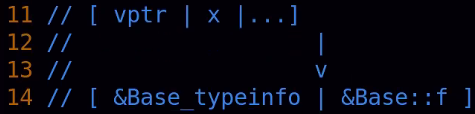 11 // [ vptr | x |...]
12 //                  |
13 //                  v
14 // [ &Base_typeinfo | &Base::f ]